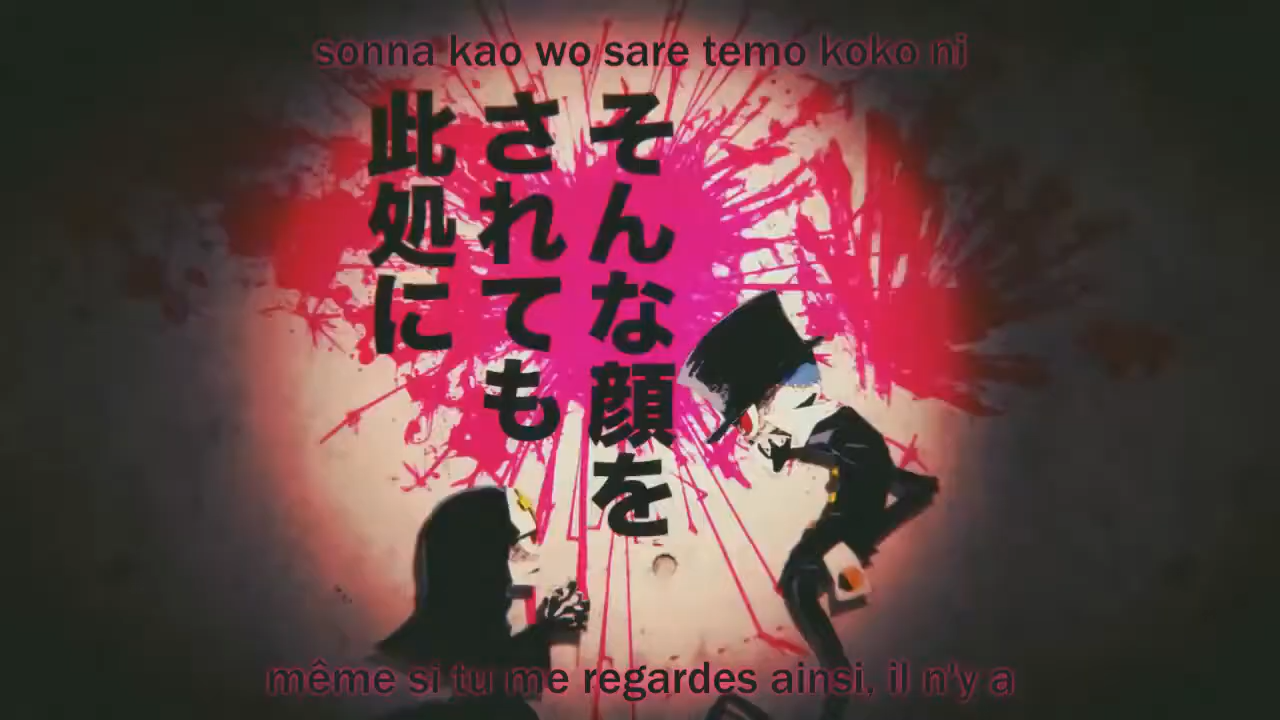 sonna kao wo sare temo koko ni
そんな顔を
されても
此処に
même si tu me regardes ainsi, il n'y a